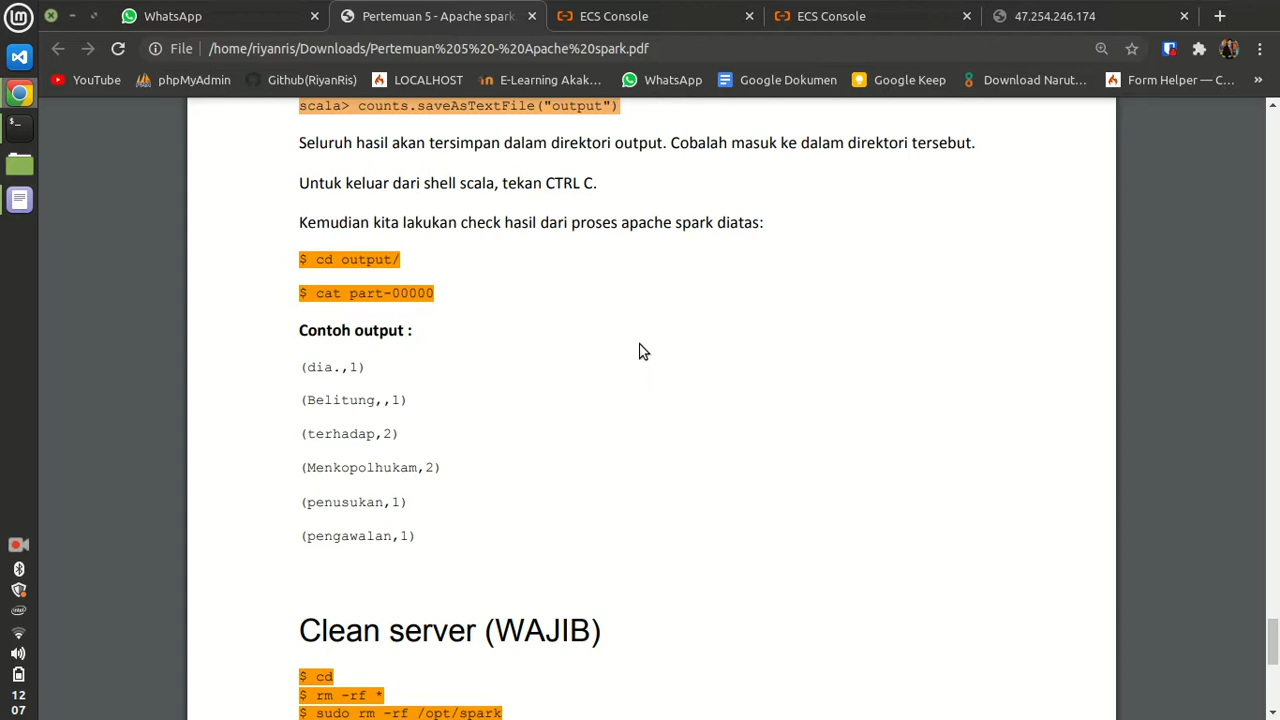 WhatsApp
Pertemuan 5 - Apache spark.
ECS Console
ECS Console
47.254.246.174
File
/home/riyanris/Downloads/Pertemuan%205%20-%20Apache%20spark.pdf
YouTube
phpMyAdmin
Github(RiyanRis)
LOCALHOST
E-Learning Akak...
WhatsApp
Google Dokumen
Google Keep
Download Narut...
Form Helper — C...
»
scala> counts.saveAsTextFile("output")
Seluruh hasil akan tersimpan dalam direktori output. Cobalah masuk ke dalam direktori tersebut.
Untuk keluar dari shell scala, tekan CTRL C.
Kemudian kita lakukan check hasil dari proses apache spark diatas:
$ cd output/
$ cat part-00000
Contoh output :
(dia.,1)
(Belitung,,1)
(terhadap,2)
(Menkopolhukam,2)
(penusukan,1)
(pengawalan,1)
Clean server (WAJIB)
$ cd
$ rm -rf *
$ sudo rm -rf /opt/spark
12
07